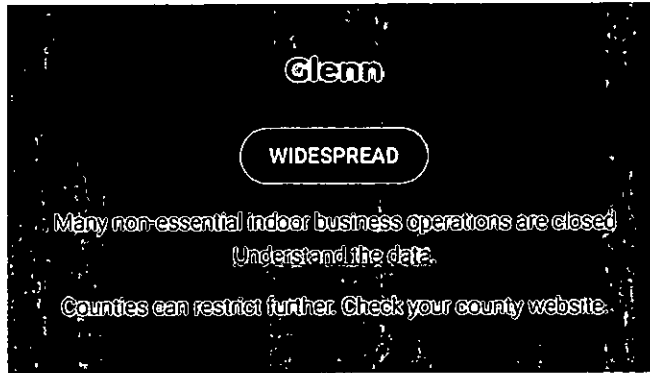 Glenn
WIDESPREAD
Many non-essential indoor business operations are closed
Understand the data.
Counties can restrict further. Check your county website.